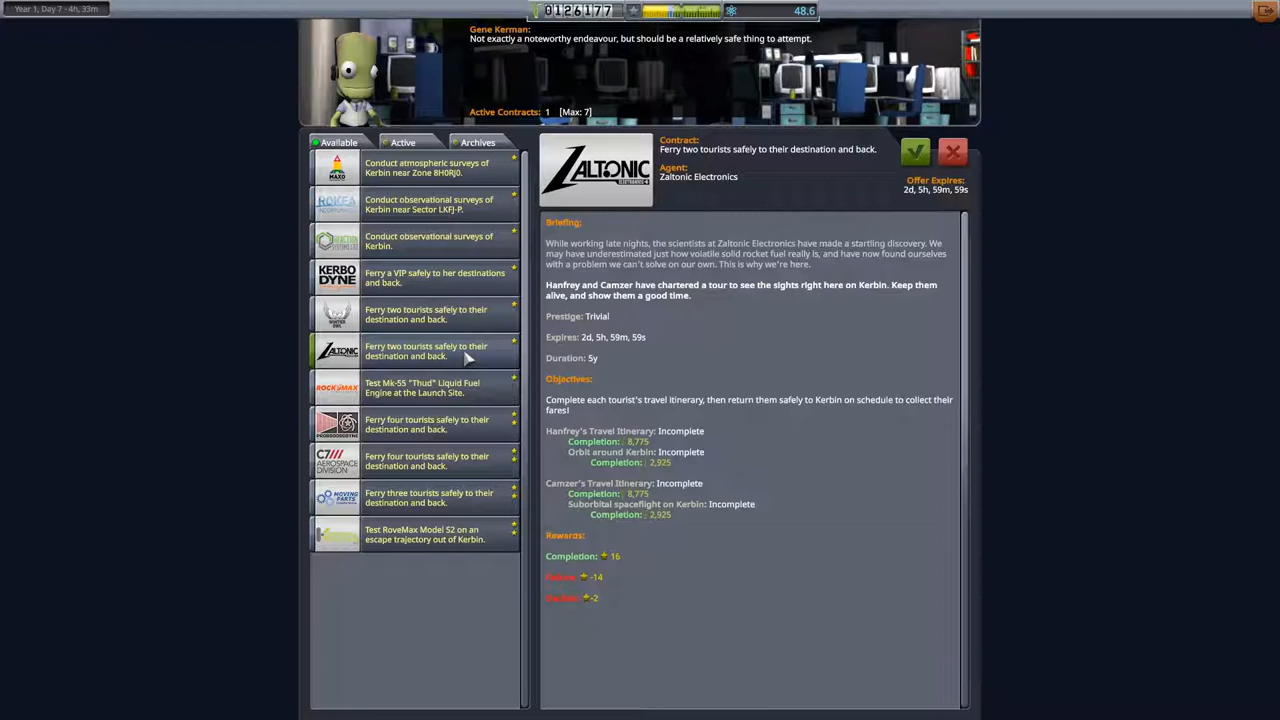 Year 1, Day 7 - 4h, 33m
0126177
48.6
Gene Kerman:
Not exactly a noteworthy endeavour, but should be a relatively safe thing to attempt.
Active Contracts: 1 [Max: 7]
Available
Active
Archives
Conduct atmospheric surveys of
Kerbin near Zone 8H0RJ0.
Conduct observational surveys of
Kerbin near Sector LKFJ-P.
Conduct observational surveys of
Kerbin.
KERBO
DYNE
Ferry a VIP safely to her destinations
and back.
Ferry two tourists safely to their
destination and back.
ZALTONIC
Ferry two tourists safely to their
destination and back.
ROCKOMAX
Test Mk-55 "Thud" Liquid Fuel
Engine at the Launch Site.
Ferry four tourists safely to their
destination and back.
C7///
AEROSPACE
DIVISION
Ferry four tourists safely to their
destination and back.
MOVING
PARTS
Ferry three tourists safely to their
destination and back.
Test RoveMax Model S2 on an
escape trajectory out of Kerbin.
ZALTONIC
ELECTRONICS
Contract:
Ferry two tourists safely to their destination and back.
Agent:
Zaltonic Electronics
Offer Expires:
2d, 5h, 59m, 59s
Briefing:
While working late nights, the scientists at Zaltonic Electronics have made a startling discovery. We
may have underestimated just how volatile solid rocket fuel really is, and have now found ourselves
with a problem we can't solve on our own. This is why we're here.
Hanfrey and Camzer have chartered a tour to see the sights right here on Kerbin. Keep them
alive, and show them a good time.
Prestige: Trivial
Expires: 2d, 5h, 59m, 59s
Duration: 5y
Objectives:
Complete each tourist's travel itinerary, then return them safely to Kerbin on schedule to collect their
fares!
Hanfrey's Travel Itinerary: Incomplete
Completion: 8,775
Orbit around Kerbin: Incomplete
Completion: 2,925
Camzer's Travel Itinerary: Incomplete
Completion: 8,775
Suborbital spaceflight on Kerbin: Incomplete
Completion: 2,925
Rewards:
Completion: 16
-14
-2